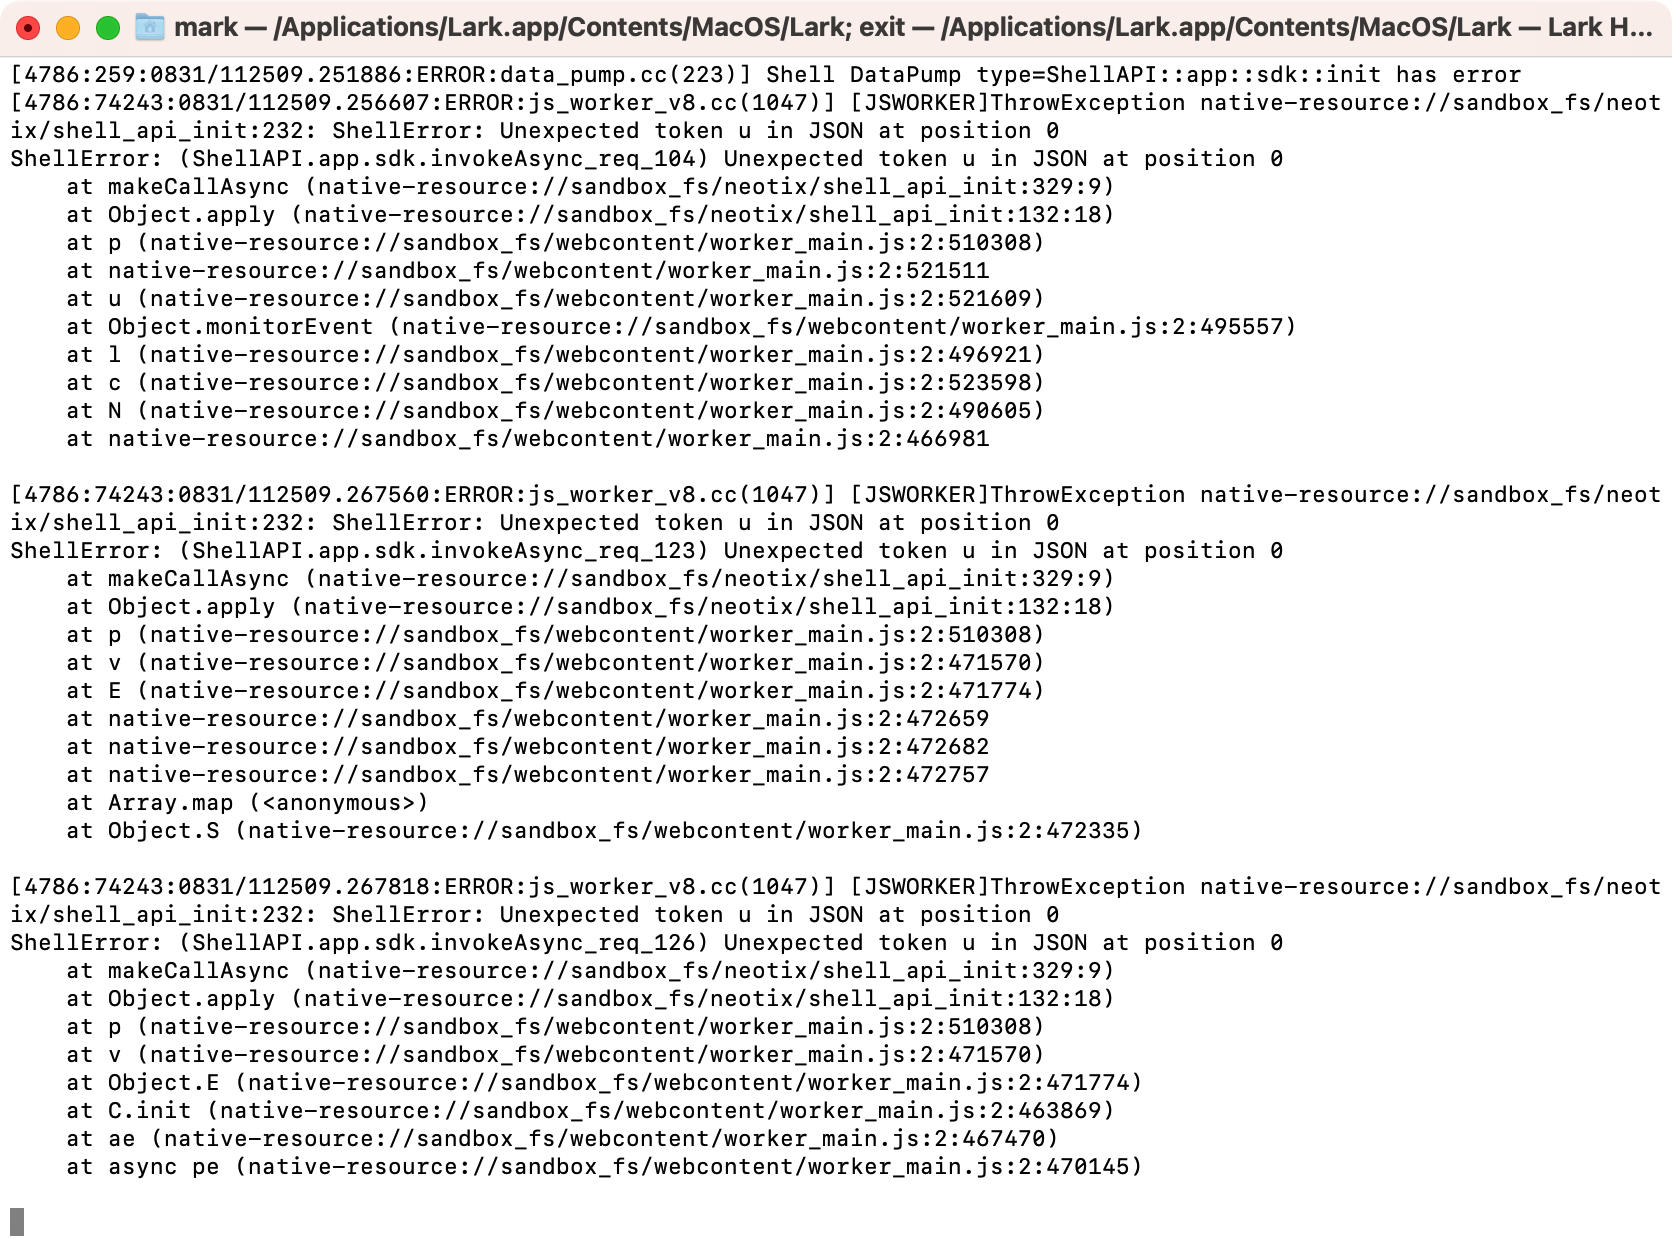 mark — /Applications/Lark.app/Contents/MacOS/Lark; exit — /Applications/Lark.app/Contents/MacOS/Lark — Lark H...
[4786:259:0831/112509.251886:ERROR:data_pump.cc(223)] Shell DataPump type=ShellAPI::app::sdk::init has error
[4786:74243:0831/112509.256607:ERROR:js_worker_v8.cc(1047)] [JSWORKER]ThrowException native-resource://sandbox_fs/neot
ix/shell_api_init:232: ShellError: Unexpected token u in JSON at position 0
ShellError: (ShellAPI.app.sdk.invokeAsync_req_104) Unexpected token u in JSON at position 0
    at makeCallAsync (native-resource://sandbox_fs/neotix/shell_api_init:329:9)
    at Object.apply (native-resource://sandbox_fs/neotix/shell_api_init:132:18)
    at p (native-resource://sandbox_fs/webcontent/worker_main.js:2:510308)
    at native-resource://sandbox_fs/webcontent/worker_main.js:2:521511
    at u (native-resource://sandbox_fs/webcontent/worker_main.js:2:521609)
    at Object.monitorEvent (native-resource://sandbox_fs/webcontent/worker_main.js:2:495557)
    at l (native-resource://sandbox_fs/webcontent/worker_main.js:2:496921)
    at c (native-resource://sandbox_fs/webcontent/worker_main.js:2:523598)
    at N (native-resource://sandbox_fs/webcontent/worker_main.js:2:490605)
    at native-resource://sandbox_fs/webcontent/worker_main.js:2:466981
[4786:74243:0831/112509.267560:ERROR:js_worker_v8.cc(1047)] [JSWORKER]ThrowException native-resource://sandbox_fs/neot
ix/shell_api_init:232: ShellError: Unexpected token u in JSON at position 0
ShellError: (ShellAPI.app.sdk.invokeAsync_req_123) Unexpected token u in JSON at position 0
    at makeCallAsync (native-resource://sandbox_fs/neotix/shell_api_init:329:9)
    at Object.apply (native-resource://sandbox_fs/neotix/shell_api_init:132:18)
    at p (native-resource://sandbox_fs/webcontent/worker_main.js:2:510308)
    at v (native-resource://sandbox_fs/webcontent/worker_main.js:2:471570)
    at E (native-resource://sandbox_fs/webcontent/worker_main.js:2:471774)
    at native-resource://sandbox_fs/webcontent/worker_main.js:2:472659
    at native-resource://sandbox_fs/webcontent/worker_main.js:2:472682
    at native-resource://sandbox_fs/webcontent/worker_main.js:2:472757
    at Array.map (<anonymous>)
    at Object.S (native-resource://sandbox_fs/webcontent/worker_main.js:2:472335)
[4786:74243:0831/112509.267818:ERROR:js_worker_v8.cc(1047)] [JSWORKER]ThrowException native-resource://sandbox_fs/neot
ix/shell_api_init:232: ShellError: Unexpected token u in JSON at position 0
ShellError: (ShellAPI.app.sdk.invokeAsync_req_126) Unexpected token u in JSON at position 0
    at makeCallAsync (native-resource://sandbox_fs/neotix/shell_api_init:329:9)
    at Object.apply (native-resource://sandbox_fs/neotix/shell_api_init:132:18)
    at p (native-resource://sandbox_fs/webcontent/worker_main.js:2:510308)
    at v (native-resource://sandbox_fs/webcontent/worker_main.js:2:471570)
    at Object.E (native-resource://sandbox_fs/webcontent/worker_main.js:2:471774)
    at C.init (native-resource://sandbox_fs/webcontent/worker_main.js:2:463869)
    at ae (native-resource://sandbox_fs/webcontent/worker_main.js:2:467470)
    at async pe (native-resource://sandbox_fs/webcontent/worker_main.js:2:470145)